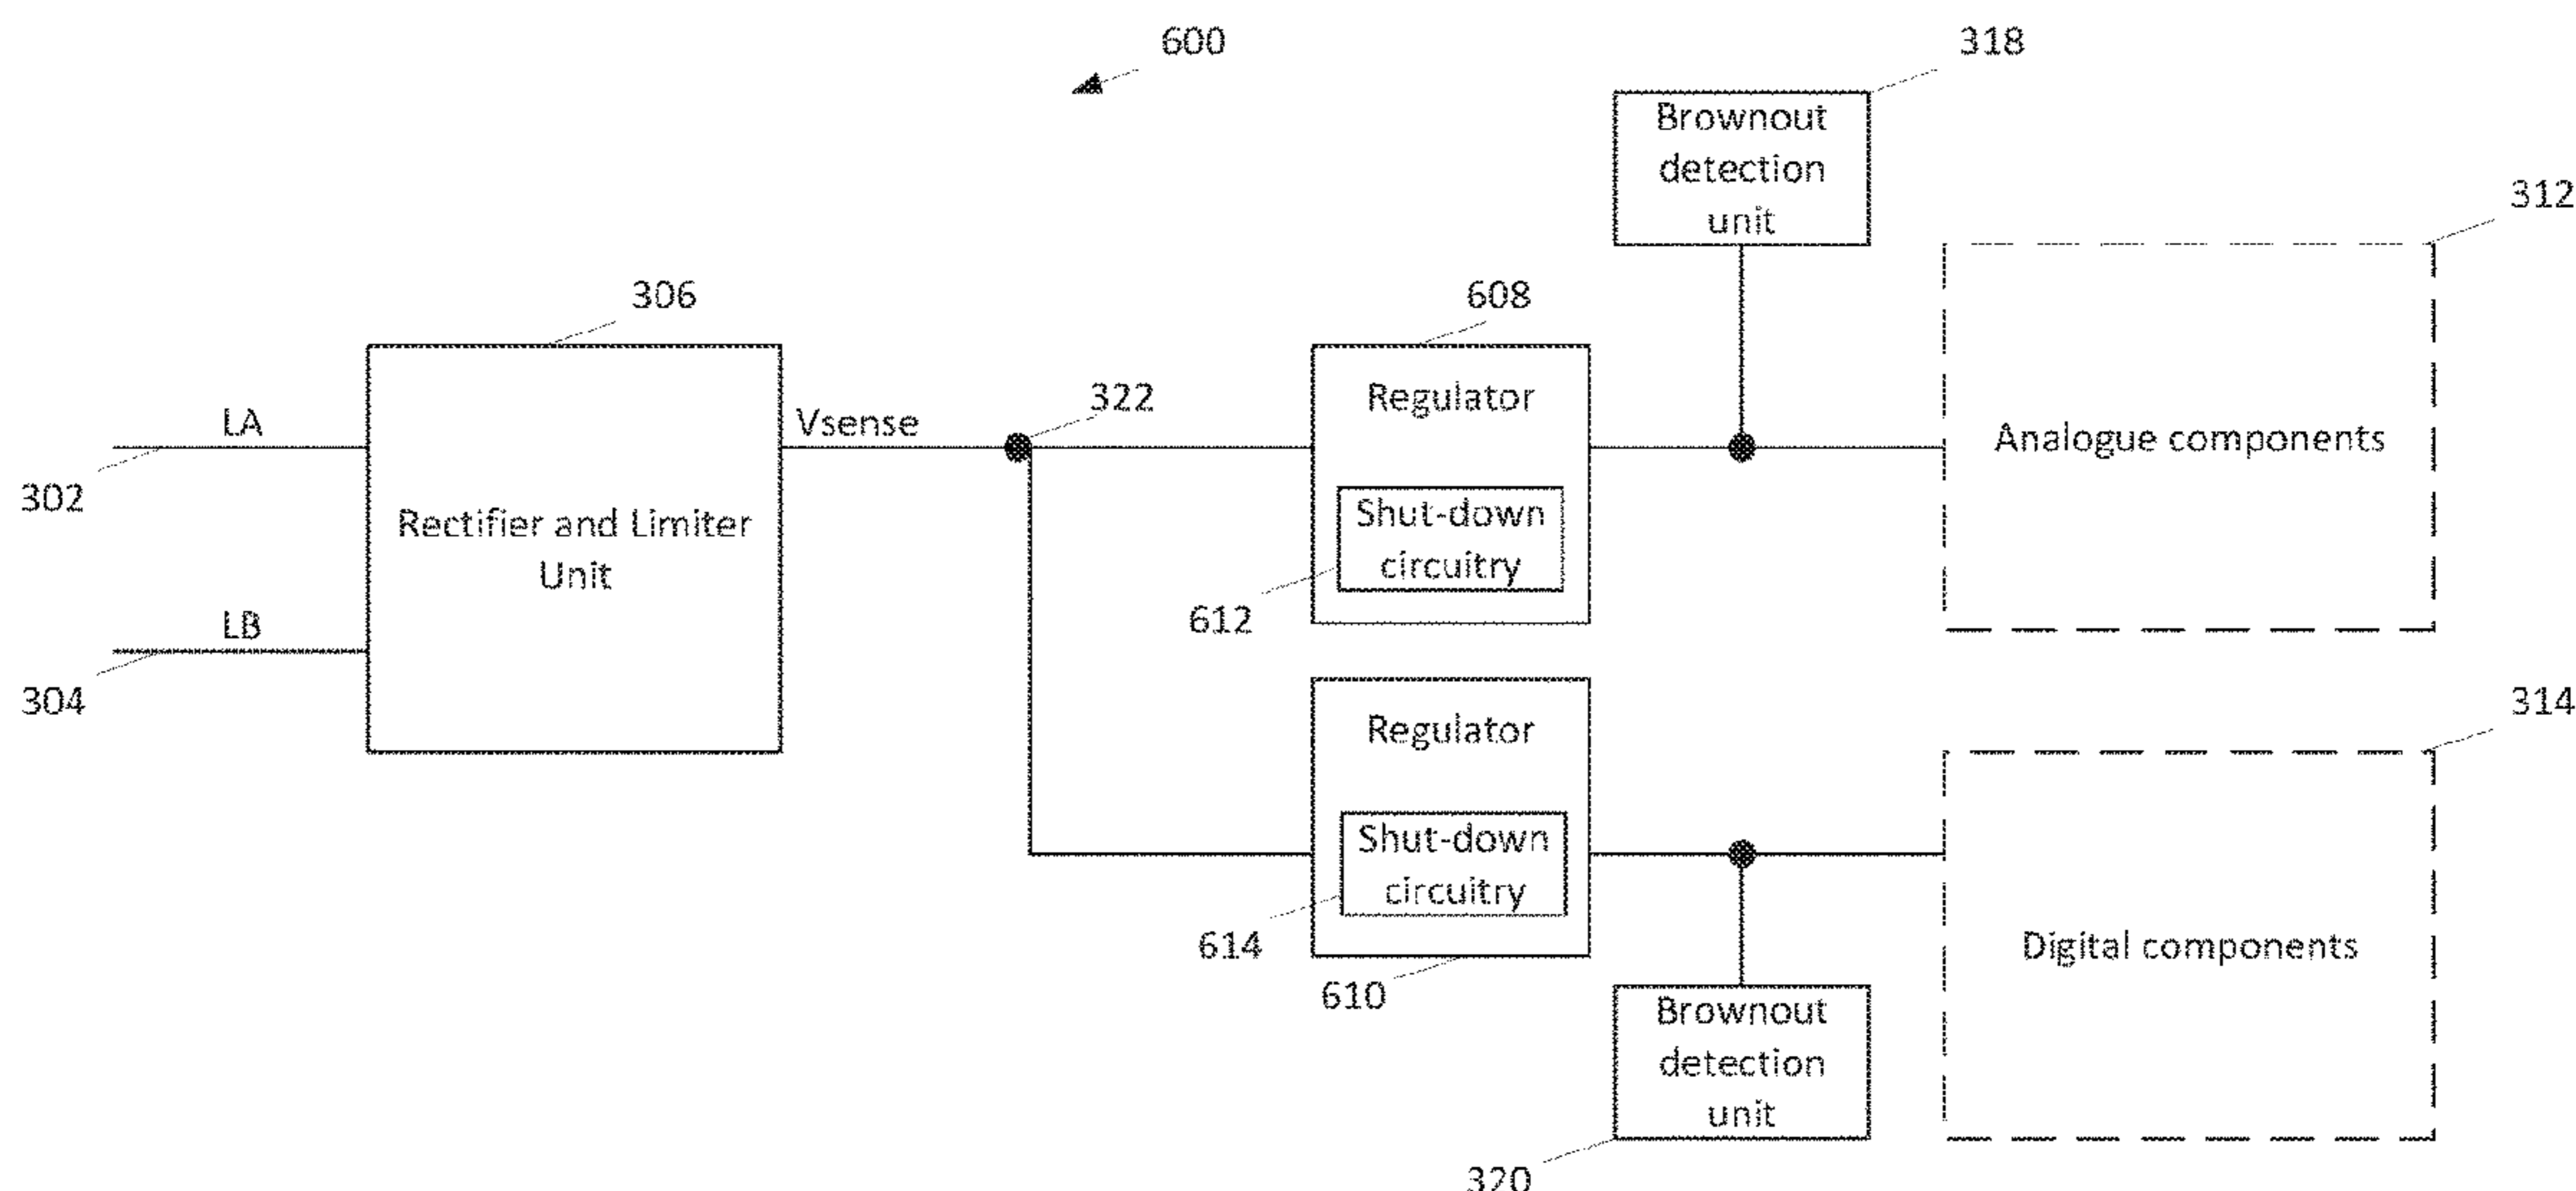 600
318
Brownout
detection
unit
312
306
608
322
LA
Vsense
Regulator
Analogue components
302
Rectifier and Limiter
Unit
Shut-down
circuitry
612
LB
304
314
Regulator
Shut-down
circuitry
614
610
Digital components
Brownout
detection
unit
320